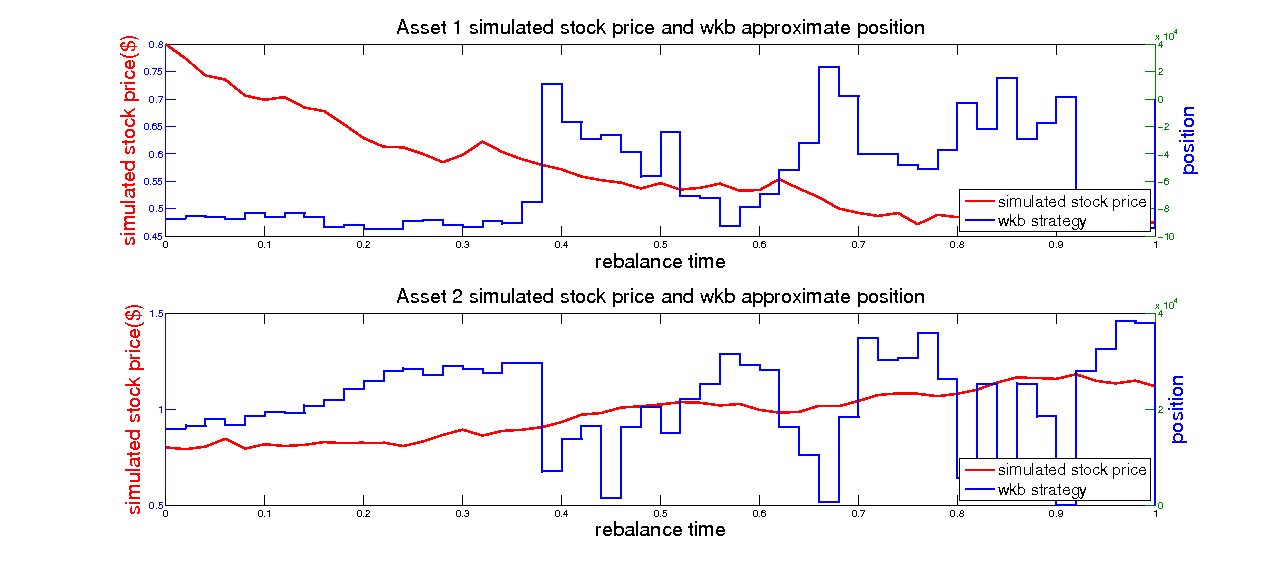 Asset 1 simulated stock price and wkb approximate position
simulated stock price($)
0.8
0.75
0.7
0.65
0.6
0.55
0.5
0.45
x 10^4
4
2
0
−2
−4
−6
−8
−10
position
simulated stock price
wkb strategy
0 0.1 0.2 0.3 0.4 0.5 0.6 0.7 0.8 0.9 1
rebalance time
Asset 2 simulated stock price and wkb approximate position
simulated stock price($)
1.5
1
0.5
x 10^4
4
2
0
position
simulated stock price
wkb strategy
0 0.1 0.2 0.3 0.4 0.5 0.6 0.7 0.8 0.9 1
rebalance time